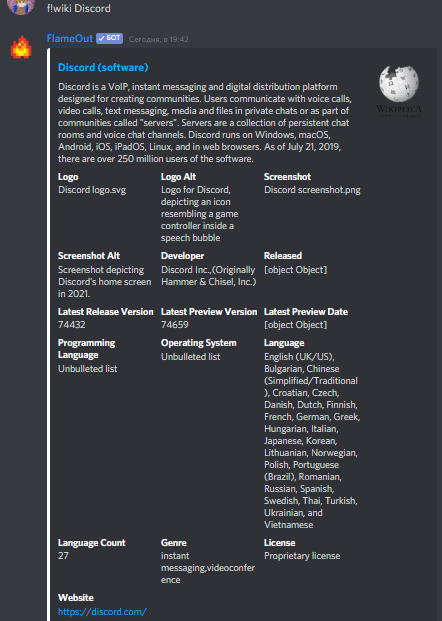 f!wiki Discord
FlameOut ✔ БОТ Сегодня, в 19:42
Discord (software)
WIKIPEDIA
Discord is a VoIP, instant messaging and digital distribution platform
designed for creating communities. Users communicate with voice calls,
video calls, text messaging, media and files in private chats or as part of
communities called "servers". Servers are a collection of persistent chat
rooms and voice chat channels. Discord runs on Windows, macOS,
Android, iOS, iPadOS, Linux, and in web browsers. As of July 21, 2019,
there are over 250 million users of the software.
Logo
Discord logo.svg
Logo Alt
Logo for Discord,
depicting an icon
resembling a game
controller inside a
speech bubble
Screenshot
Discord screenshot.png
Screenshot Alt
Screenshot depicting
Discord's home screen
in 2021.
Developer
Discord Inc.,(Originally
Hammer & Chisel, Inc.)
Released
[object Object]
Latest Release Version
74432
Latest Preview Version
74659
Latest Preview Date
[object Object]
Programming
Language
Unbulleted list
Operating System
Unbulleted list
Language
English (UK/US),
Bulgarian, Chinese
(Simplified/Traditional
), Croatian, Czech,
Danish, Dutch, Finnish,
French, German, Greek,
Hungarian, Italian,
Japanese, Korean,
Lithuanian, Norwegian,
Polish, Portuguese
(Brazil), Romanian,
Russian, Spanish,
Swedish, Thai, Turkish,
Ukrainian, and
Vietnamese
Language Count
27
Genre
instant
messaging,videoconfer
ence
License
Proprietary license
Website
https://discord.com/